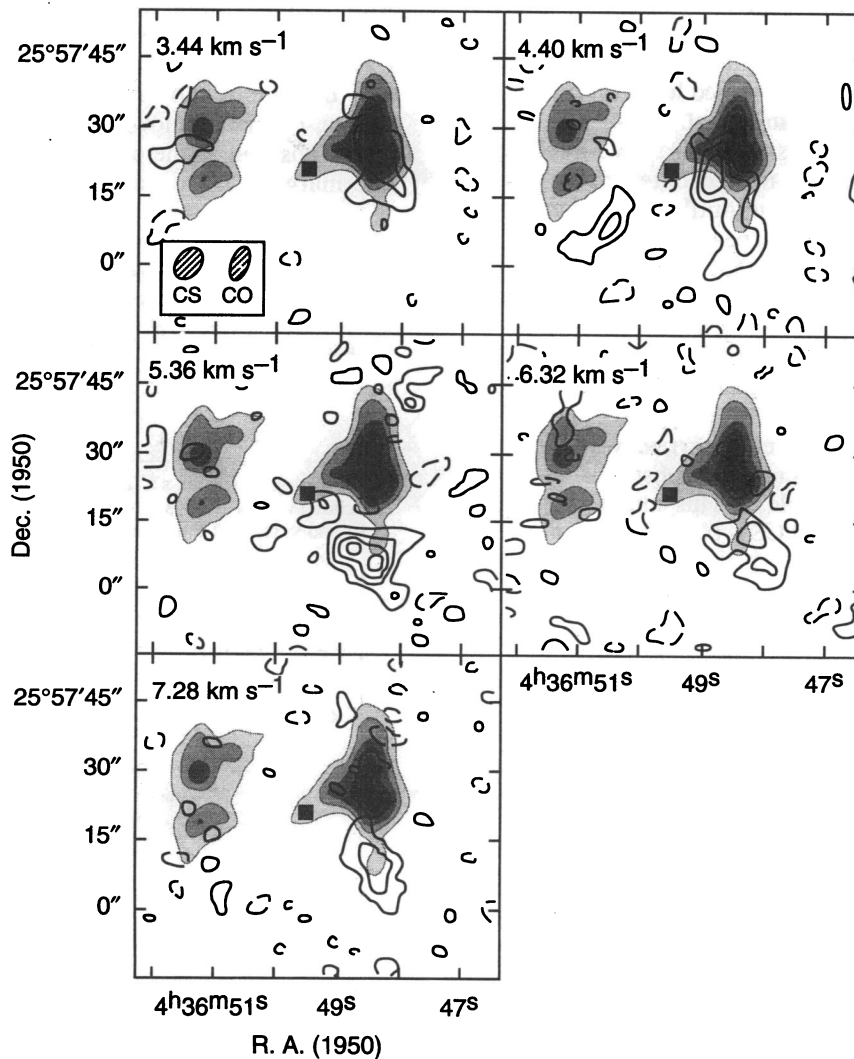 3.44 km s⁻¹
4.40 km s⁻¹
25°57′45″
30″
15″
0″
CS CO
5.36 km s⁻¹
6.32 km s⁻¹
25°57′45″
30″
15″
0″
Dec. (1950)
7.28 km s⁻¹
4ʰ36ᵐ51ˢ 49ˢ 47ˢ
25°57′45″
30″
15″
0″
4ʰ36ᵐ51ˢ 49ˢ 47ˢ
R. A. (1950)